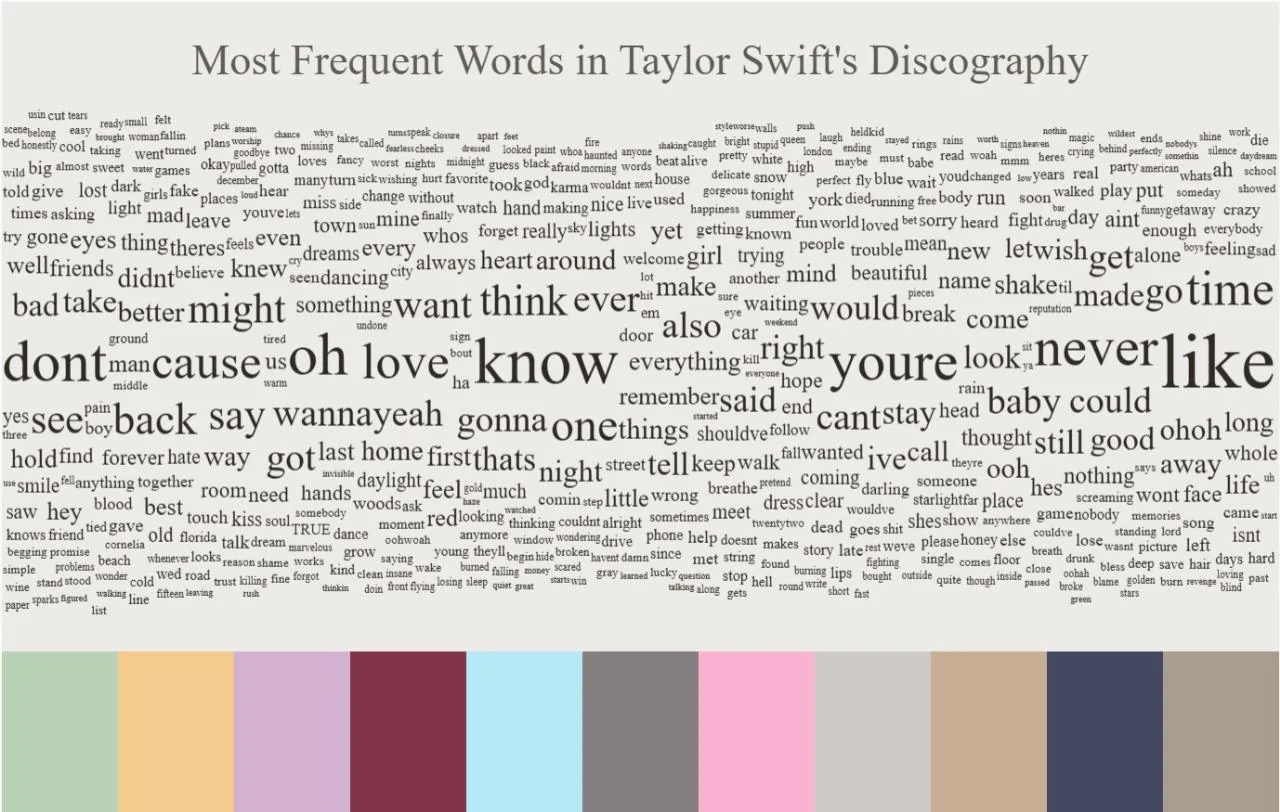 Most Frequent Words in Taylor Swift's Discography
usin cut tears ready small felt
scene belong easy brought woman fallin pick ateam plans worship chance whys takes called turns speak closure apart feet fire style worse walls push laugh held kid stayed rings rains worth signs heaven nothin magic wildest ends shine work die
bed honestly cool taking went turned goodbye two missing fearless cheeks dressed looked paint whoa haunted anyone shaking caught bright stupid queen london ending crying behind perfectly nobodys somethin silence daydream
wild big almost sweet water games okay pulled gotta loves fancy worst nights midnight guess black afraid morning words beat alive pretty white high maybe must babe read woah mmm heres years real party american whats ah school
told give lost dark girls fake december places loud hear many turn sick wishing hurt favorite took god karma wouldnt next house delicate snow gorgeous tonight perfect fly blue wait youd changed low walked play put someday showed
times asking light mad leave youve lets miss side change without watch hand making nice live used happiness summer york died running free body run soon bar funny getaway crazy
try gone eyes thing theres feels even town sun mine finally whos forget really sky lights yet getting known fun world loved bet sorry heard fight drug day aint enough everybody
well friends didnt believe knew cry seen dreams dancing every city always heart around welcome girl trying another mind people trouble mean new beautiful let wish get alone boys feeling sad
bad take better might something want think ever hit lot em make sure eye waiting would pieces break name shake til come reputation made go time
undone door also car weekend
dont ground man middle cause tired us warm oh love sign bout ha know everything kill everyone right hope youre look sit ya never like
yes three see pain boy back say wanna yeah gonna one things remember said started shouldve follow end cant stay head rain baby could
hold find forever hate way got last home first thats night street tell keep walk fall wanted ive call thought still good ohoh long
use smile fell anything together invisible daylight feel gold haze much comin step little wrong breathe pretend coming darling theyre someone ooh hes nothing says away whole life uh
saw hey blood best room need hands woods ask red looking watched thinking couldnt alright sometimes meet dress clear wouldve starlight far place screaming wont face
knows friend tied gave cornelia old florida touch kiss soul somebody TRUE dance moment oohwoah anymore window wondering drive phone help doesnt twentytwo makes dead goes shit shes show anywhere game nobody memories song came start
begging promise problems beach whenever looks talk dream reason shame marvelous works grow saying young theyll begin hide broken havent damn since met string found story late rest weve please honey else couldve standing lord lose wasnt picture left isnt
simple wonder cold wed road trust killing fine forgot kind clean insane wake burned falling money scared gray learned lucky question stop hell burning lips fighting bought outside single comes floor close breath drunk oohah bless deep save hair days hard
wine stand stood walking line fifteen leaving rush thinkin doin front flying losing sleep quiet great starts win talking along gets round write short fast quite though inside passed broke blame golden burn revenge loving blind past
paper sparks figured list green stars